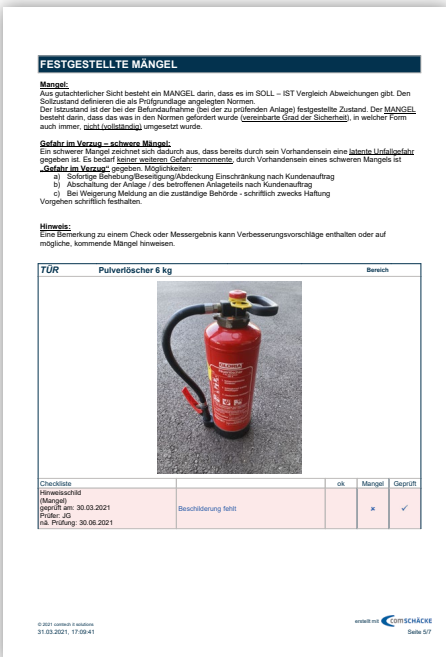 FESTGESTELLTE MÄNGEL
Mangel:
Aus gutachterlicher Sicht besteht ein MANGEL darin, dass es im SOLL – IST Vergleich Abweichungen gibt. Den
Sollzustand definieren die als Prüfgrundlage angelegten Normen.
Der Istzustand ist der bei der Befundaufnahme (bei der zu prüfenden Anlage) festgestellte Zustand. Der MANGEL
besteht darin, dass das was in den Normen gefordert wurde (vereinbarte Grad der Sicherheit), in welcher Form
auch immer, nicht (vollständig) umgesetzt wurde.
Gefahr im Verzug – schwere Mängel:
Ein schwerer Mangel zeichnet sich dadurch aus, dass bereits durch sein Vorhandensein eine latente Unfallgefahr
gegeben ist. Es bedarf keiner weiteren Gefahrenmomente, durch Vorhandensein eines schweren Mangels ist
„Gefahr im Verzug“ gegeben. Möglichkeiten:
a) Sofortige Behebung/Beseitigung/Abdeckung Einschränkung nach Kundenauftrag
b) Abschaltung der Anlage / des betroffenen Anlageteils nach Kundenauftrag
c) Bei Weigerung Meldung an die zuständige Behörde - schriftlich zwecks Haftung
Vorgehen schriftlich festhalten.
Hinweis:
Eine Bemerkung zu einem Check oder Messergebnis kann Verbesserungsvorschläge enthalten oder auf
mögliche, kommende Mängel hinweisen.
TÜR Pulverlöscher 6 kg Bereich
GLORIA
Checkliste ok Mangel Geprüft
Hinweisschild
(Mangel)
geprüft am: 30.03.2021
Prüfer: JG
nä. Prüfung: 30.06.2021
Beschilderung fehlt
© 2021 comtech it solutions
31.03.2021, 17:09:41
erstellt mit comSCHÄCKE
Seite 5/7